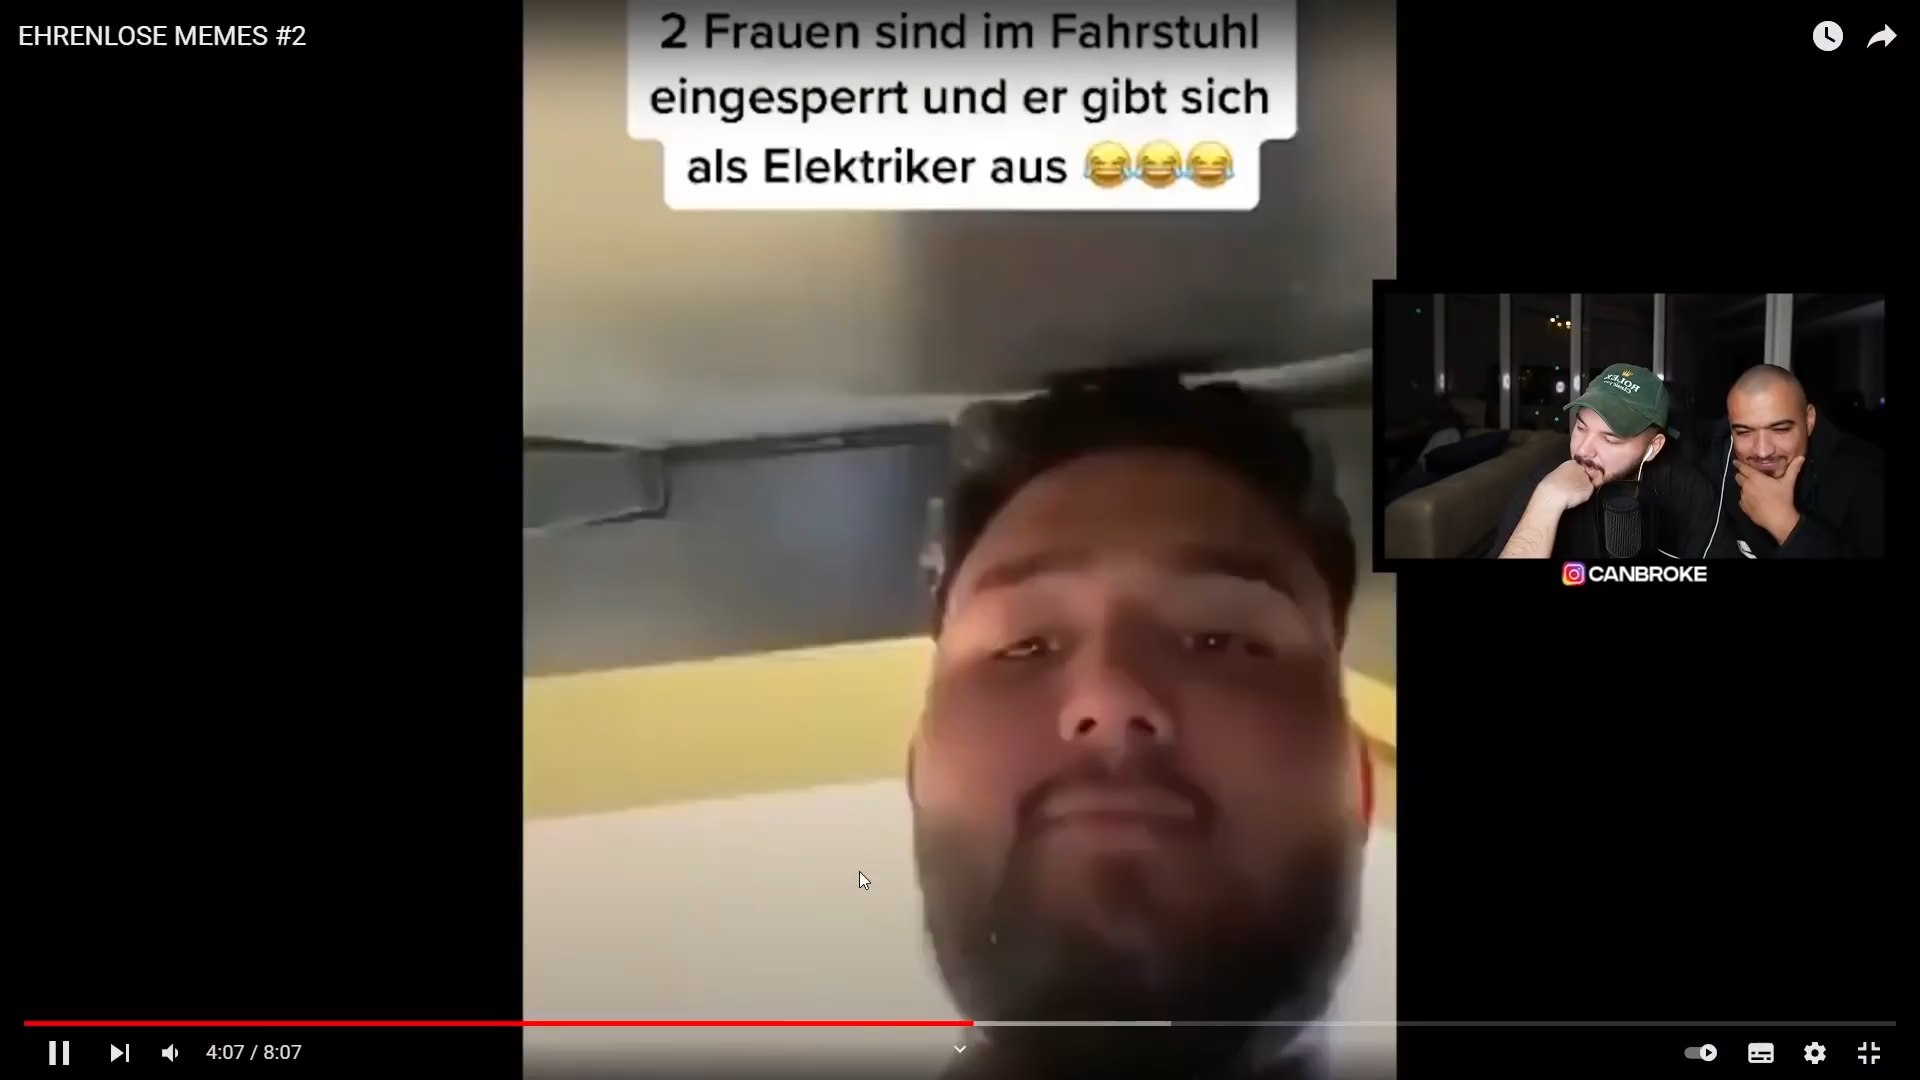 EHRENLOSE MEMES #2
2 Frauen sind im Fahrstuhl
eingesperrt und er gibt sich
als Elektriker aus 😂😂😂
ROLEX
CANBROKE
4:07 / 8:07